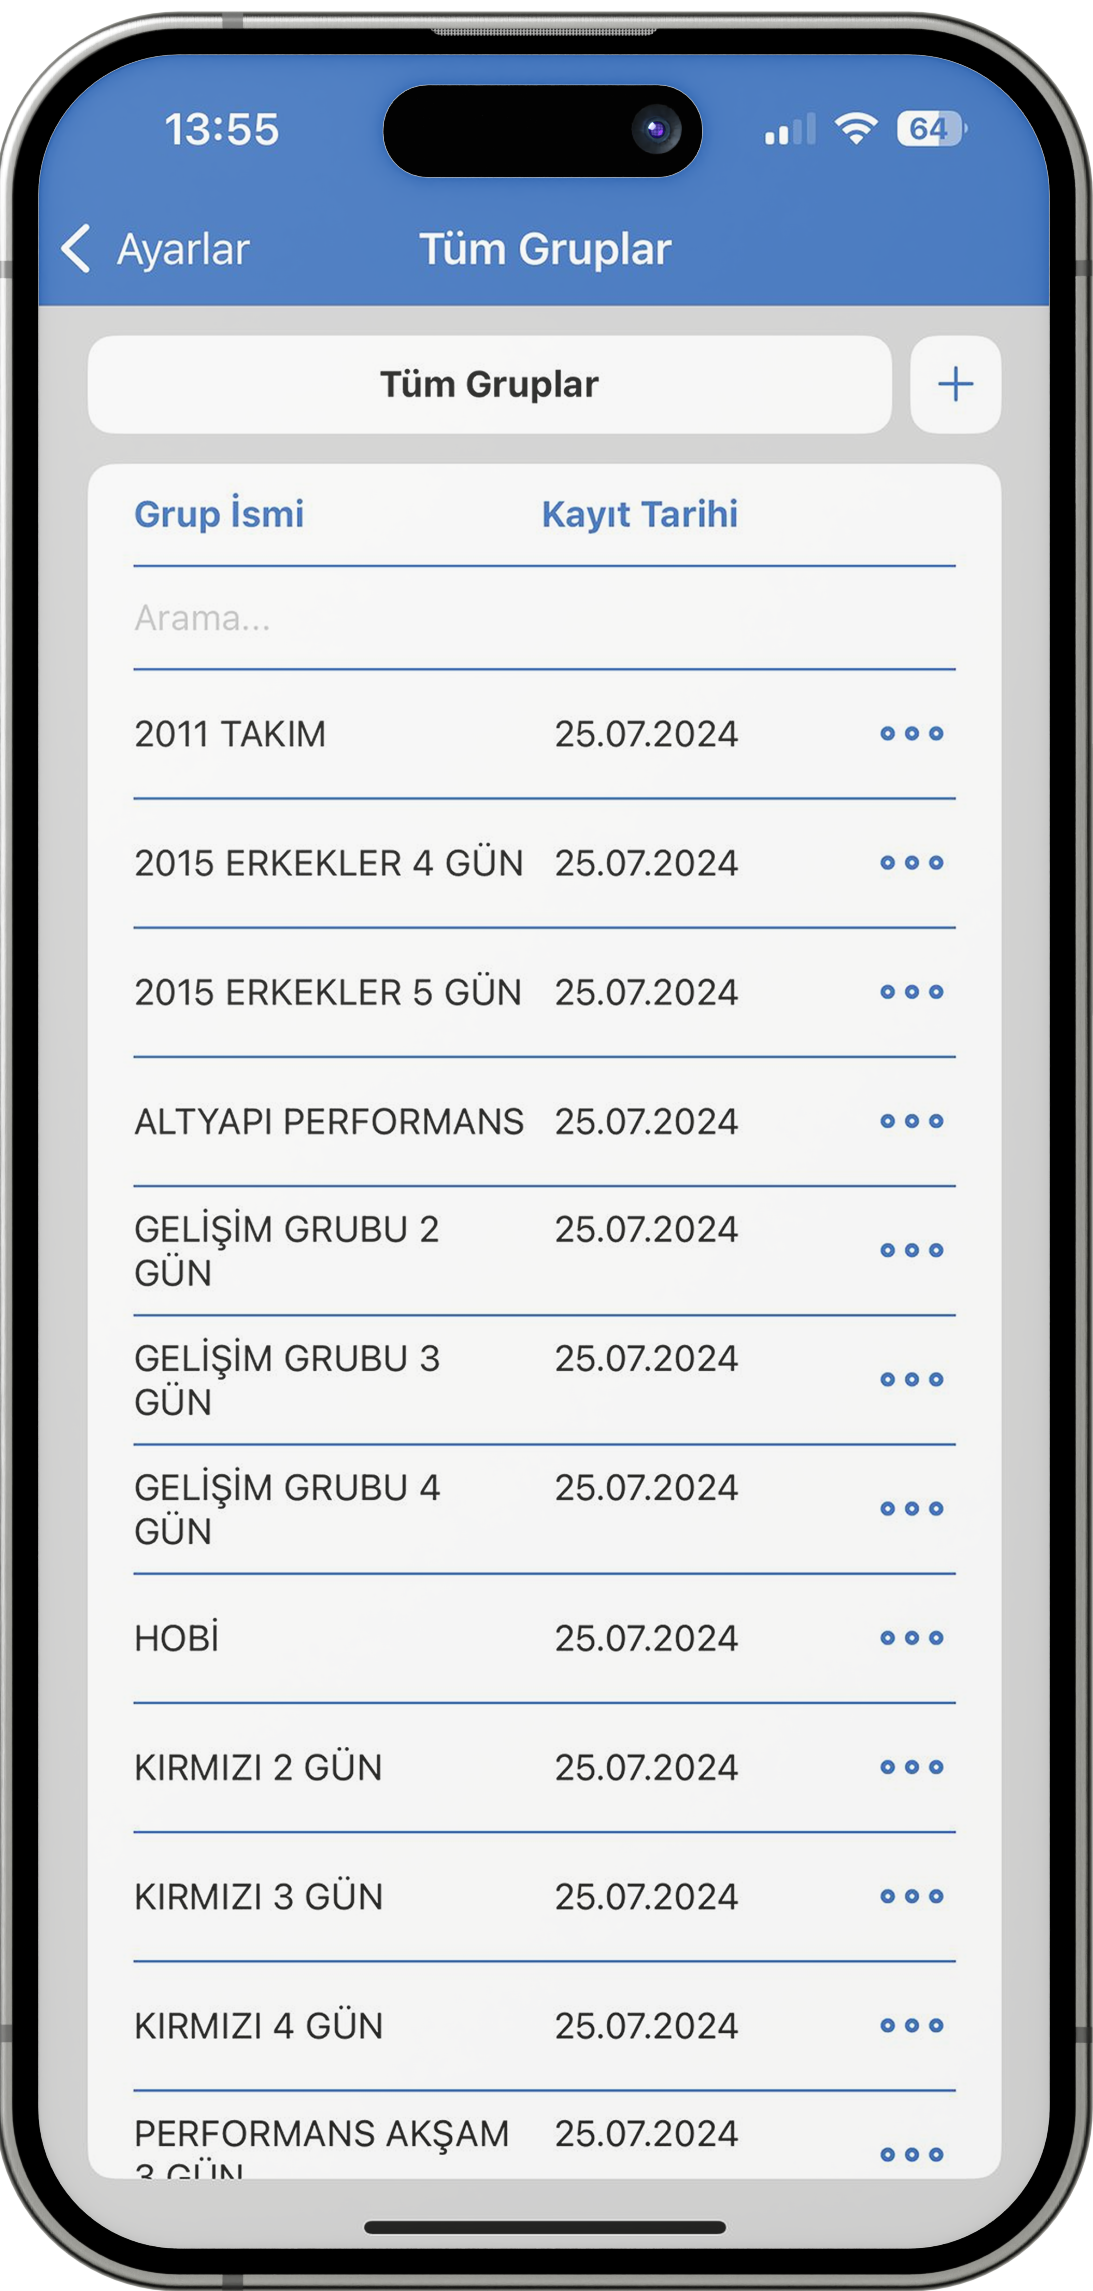 13:55
64
Ayarlar
Tüm Gruplar
Tüm Gruplar
+
Grup İsmi Kayıt Tarihi
Arama...
2011 TAKIM 25.07.2024
2015 ERKEKLER 4 GÜN 25.07.2024
2015 ERKEKLER 5 GÜN 25.07.2024
ALTYAPI PERFORMANS 25.07.2024
GELİŞİM GRUBU 2 25.07.2024
GÜN
GELİŞİM GRUBU 3 25.07.2024
GÜN
GELİŞİM GRUBU 4 25.07.2024
GÜN
HOBİ 25.07.2024
KIRMIZI 2 GÜN 25.07.2024
KIRMIZI 3 GÜN 25.07.2024
KIRMIZI 4 GÜN 25.07.2024
PERFORMANS AKŞAM 25.07.2024
3 GÜN